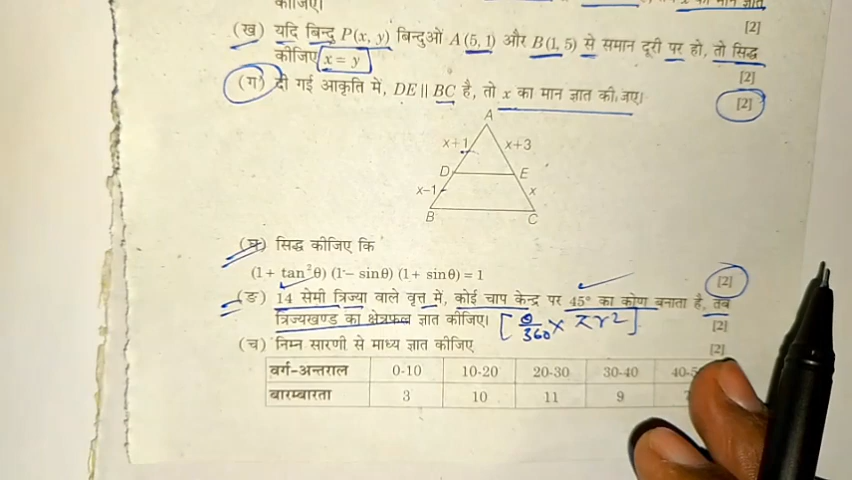 कीजिए।
[2]
(ख) यदि बिन्दु P(x, y) बिन्दुओं A (5, 1) और B(1, 5) से समान दूरी पर हो, तो सिद्ध
कीजिए x = y
[2]
(ग) दी गई आकृति में, DE || BC है, तो x का मान ज्ञात कीजिए।
[2]
A
x+1 x+3
D E
x−1 x
B C
(घ) सिद्ध कीजिए कि
(1 + tan²θ) (1 − sinθ) (1 + sinθ) = 1
[2]
(ङ) 14 सेमी त्रिज्या वाले वृत्त में, कोई चाप केन्द्र पर 45° का कोण बनाता है, तब
त्रिज्यखण्ड का क्षेत्रफल ज्ञात कीजिए। [θ/360 × πr2]
[2]
(च) निम्न सारणी से माध्य ज्ञात कीजिए
[2]
वर्ग-अन्तराल 0-10 10-20 20-30 30-40
बारम्बारता 3 10 11 9